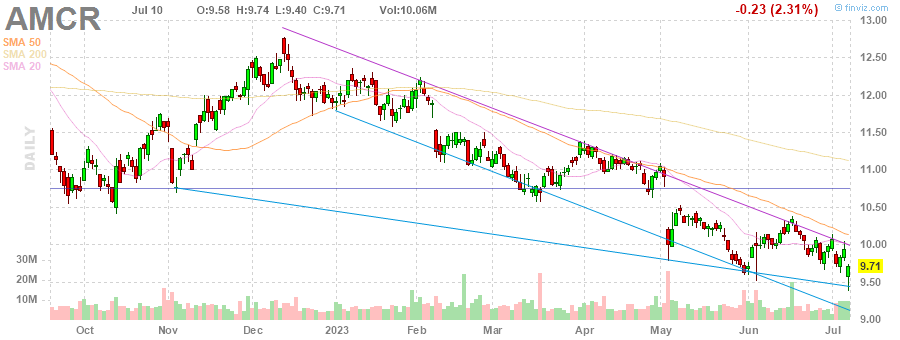 AMCR Jul 10 O:9.58 H:9.74 L:9.40 C:9.71 Vol:10.06M -0.23 (2.31%) © finviz.com
SMA 50
SMA 200
SMA 20
DAILY
13.00
12.50
12.00
11.50
11.00
10.50
10.00
9.71
9.50
9.00
30M
20M
10M
Oct Nov Dec 2023 Feb Mar Apr May Jun Jul